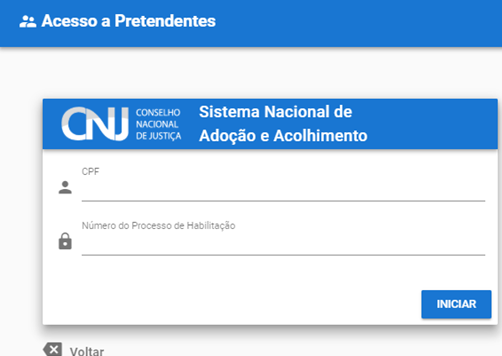 Acesso a Pretendentes
CNJ
CONSELHO
NACIONAL
DE JUSTIÇA
Sistema Nacional de
Adoção e Acolhimento
CPF
Número do Processo de Habilitação
INICIAR
Voltar